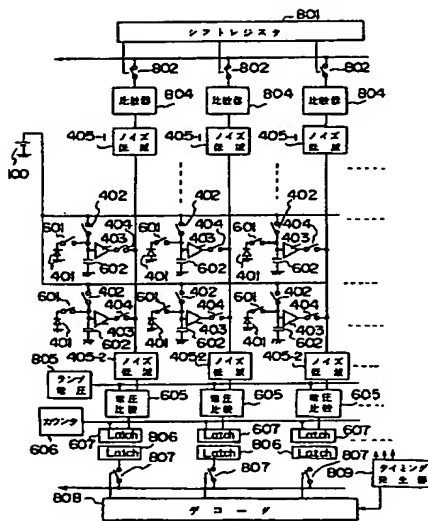 801
シフトレジスタ
802 802 802
比較部 804 比較部 804 比較部 804
405-1 ノイズ低減 405-1 ノイズ低減 405-1 ノイズ低減
100
402 402 402
601 404 601 404 601 404
403 403 403
401 602 401 602 401 602
601 402 601 402 601 402
404 404 404
401 403 401 403 401 403
602 602 602
405-2 405-2 405-2
ノイズ低減 ノイズ低減 ノイズ低減
805
ランプ電圧
電圧比較 605 電圧比較 605 電圧比較 605
カウンタ
606
607 Latch Latch 607 Latch 607
Latch 806 Latch 806 Latch
807 807 807 809
タイミング発生部
808
デコーダ